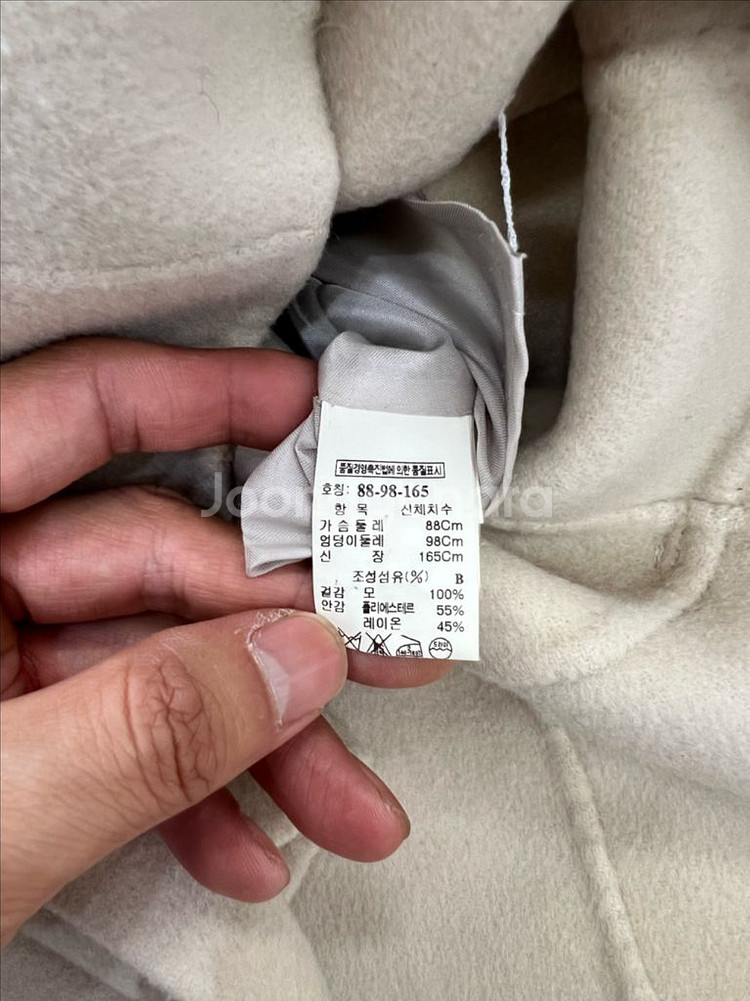 품질경영촉진법에 의한 품질표시
호칭: 88-98-165
항 목 신체치수
가 슴 둘 레 88Cm
엉덩이둘레 98Cm
신 장 165Cm
조성섬유(%) B
겉감 모 100%
안감 폴리에스테르 55%
레이온 45%
드라이